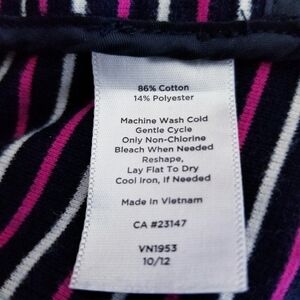 86% Cotton
14% Polyester
Machine Wash Cold
Gentle Cycle
Only Non-Chlorine
Bleach When Needed
Reshape,
Lay Flat To Dry
Cool Iron, If Needed
Made In Vietnam
CA #23147
VN1953
10/12